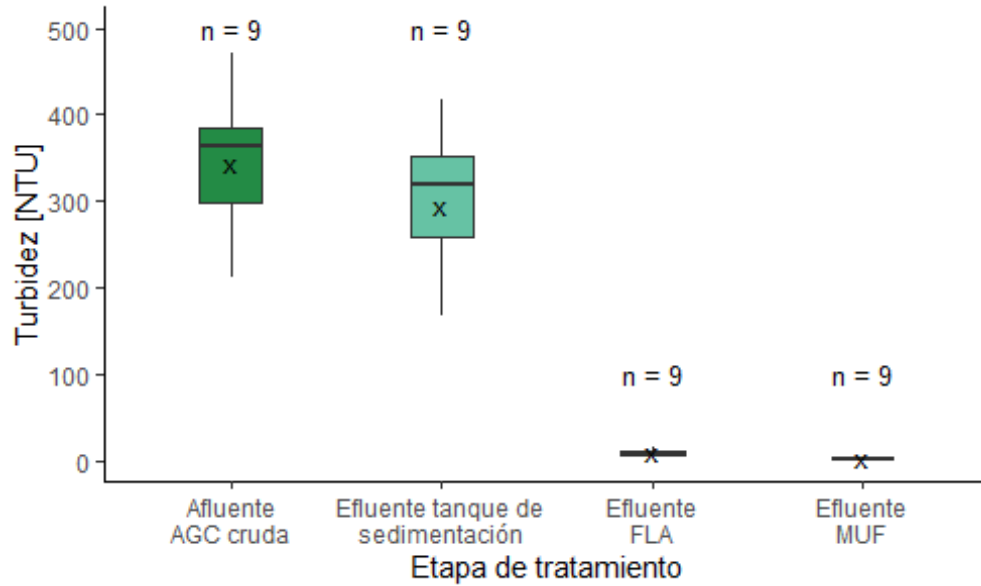 n = 9
n = 9
n = 9
n = 9
Turbidez [NTU]
500
400
300
200
100
0
x
x
x
x
Afluente
AGC cruda
Efluente tanque de
sedimentación
Efluente
FLA
Efluente
MUF
Etapa de tratamiento